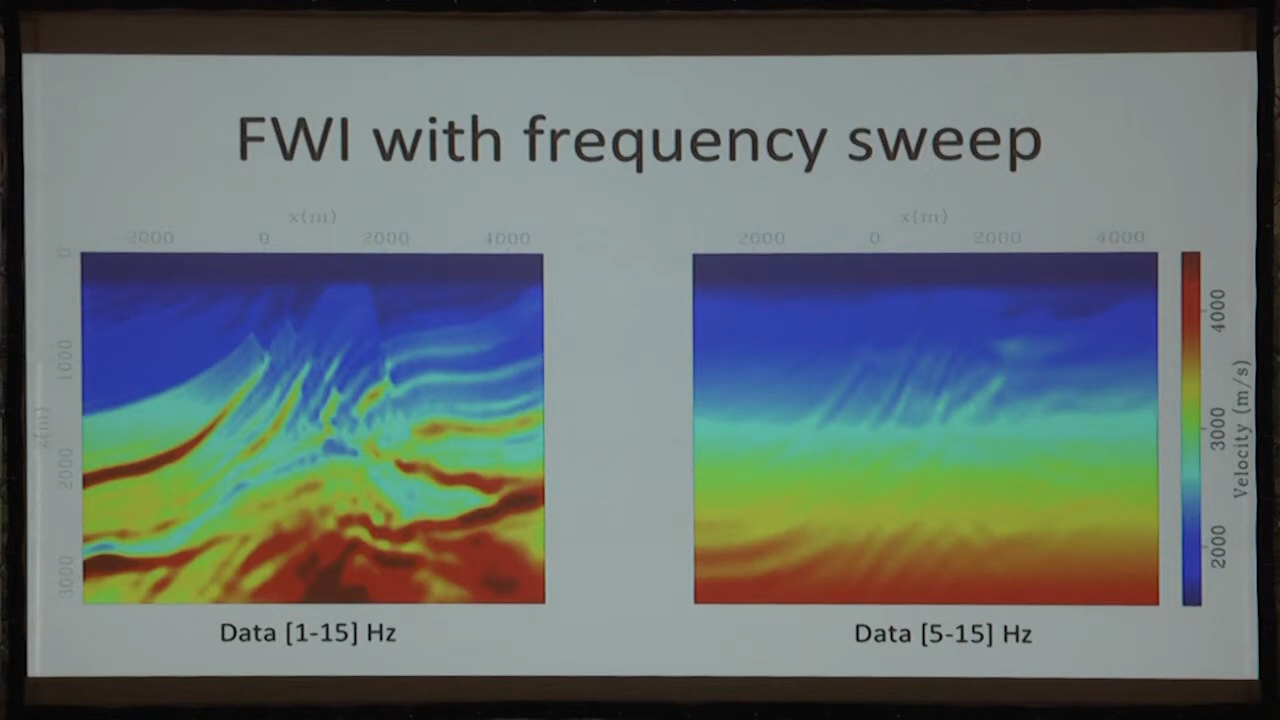 FWI with frequency sweep
x(m)
2000 0 2000 4000
x(m)
2000 0 2000 4000
0
1000
2000
3000
z(m)
4000
3000
2000
Velocity (m/s)
Data [1-15] Hz
Data [5-15] Hz